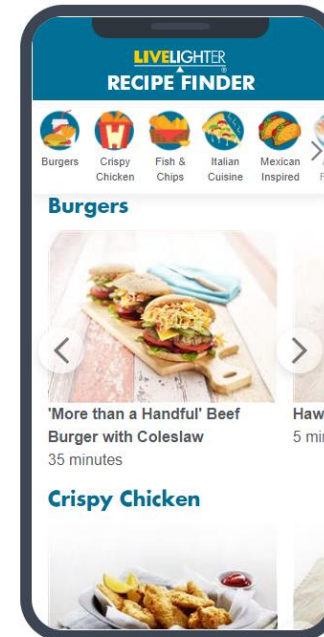 LIVELIGHTER®
RECIPE FINDER
Burgers
Crispy Chicken
Fish & Chips
Italian Cuisine
Mexican Inspired
Burgers
'More than a Handful' Beef
Burger with Coleslaw
35 minutes
Haw
5 mi
Crispy Chicken